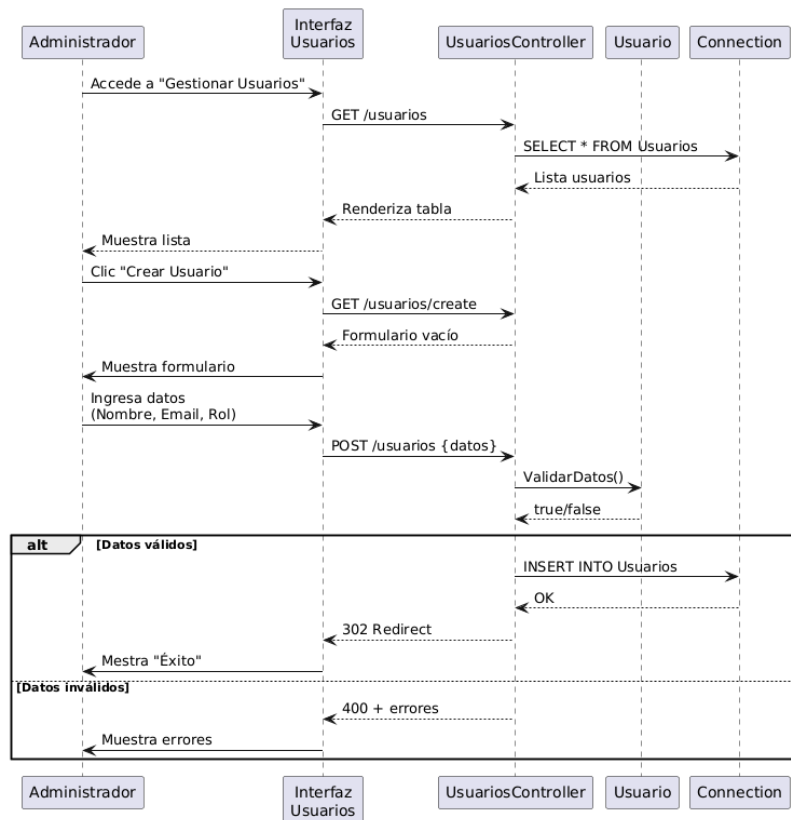 Administrador
Interfaz
Usuarios
UsuariosController
Usuario
Connection
Accede a "Gestionar Usuarios"
GET /usuarios
SELECT * FROM Usuarios
Lista usuarios
Renderiza tabla
Muestra lista
Clic "Crear Usuario"
GET /usuarios/create
Formulario vacío
Muestra formulario
Ingresa datos
(Nombre, Email, Rol)
POST /usuarios {datos}
ValidarDatos()
true/false
alt
[Datos válidos]
INSERT INTO Usuarios
OK
302 Redirect
Mestra "Éxito"
[Datos inválidos]
400 + errores
Muestra errores
Administrador
Interfaz
Usuarios
UsuariosController
Usuario
Connection